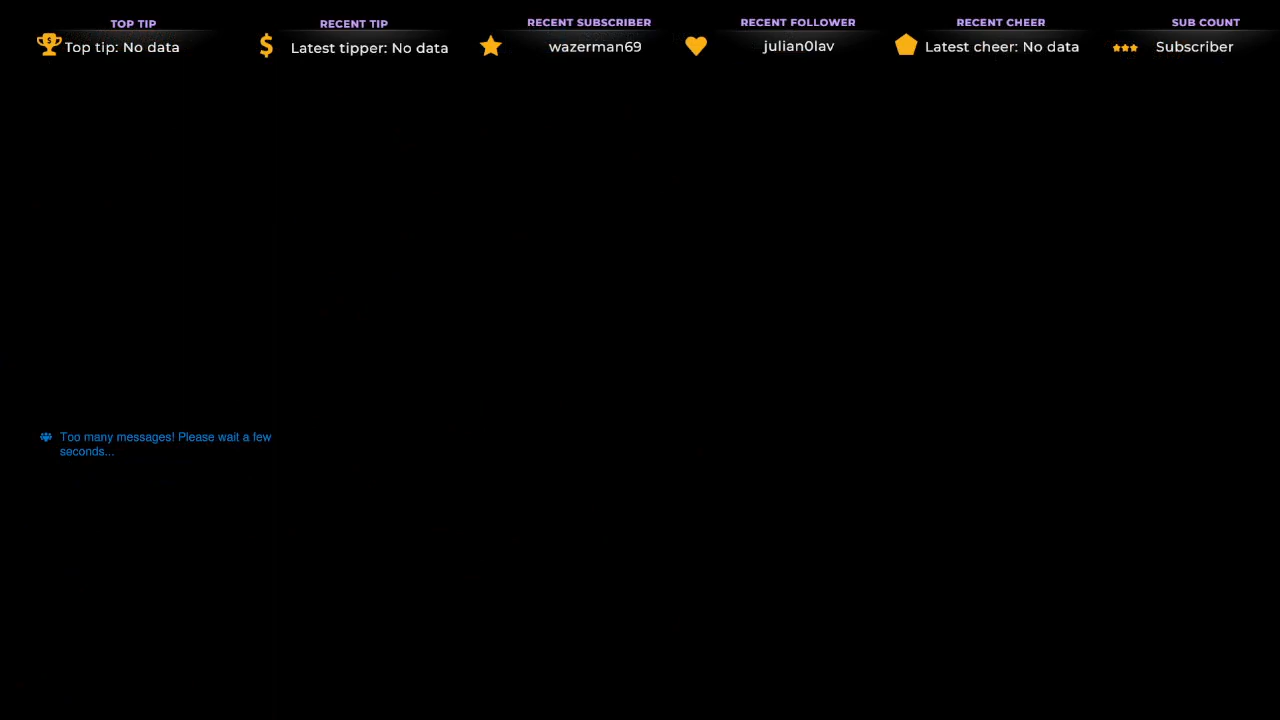 TOP TIP
Top tip: No data
RECENT TIP
Latest tipper: No data
RECENT SUBSCRIBER
wazerman69
RECENT FOLLOWER
julian0lav
RECENT CHEER
Latest cheer: No data
SUB COUNT
Subscriber
Too many messages! Please wait a few
seconds...